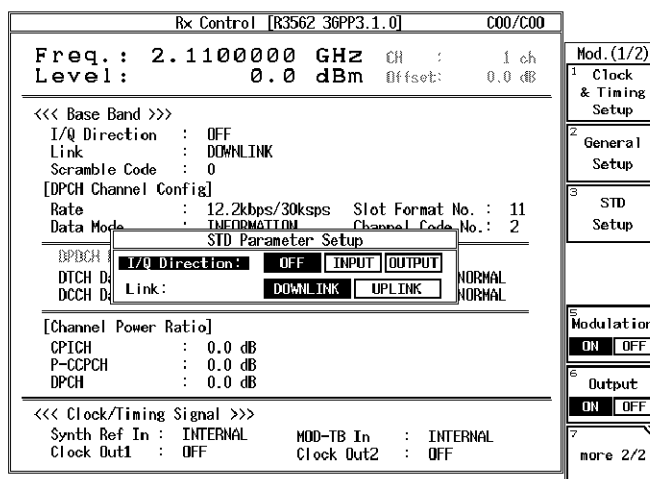 Rx Control [R3562 3GPP3.1.0] C00/C00
Freq.: 2.1100000 GHz CH : 1 ch
Level: 0.0 dBm Offset: 0.0 dB
<<< Base Band >>>
I/Q Direction : OFF
Link : DOWNLINK
Scramble Code : 0
[DPCH Channel Config]
Rate : 12.2kbps/30ksps Slot Format No. : 11
Data Mode : INFORMATION Channel Code No.: 2
STD Parameter Setup
DPDCH
I/Q Direction: OFF INPUT OUTPUT
DTCH Da NORMAL
Link: DOWNLINK UPLINK
DCCH Da NORMAL
[Channel Power Ratio]
CPICH : 0.0 dB
P-CCPCH : 0.0 dB
DPCH : 0.0 dB
<<< Clock/Timing Signal >>>
Synth Ref In : INTERNAL MOD-TB In : INTERNAL
Clock Out1 : OFF Clock Out2 : OFF
Mod.(1/2)
1 Clock
& Timing
Setup
2
General
Setup
3
STD
Setup
5
Modulation
ON OFF
6
Output
ON OFF
7
more 2/2